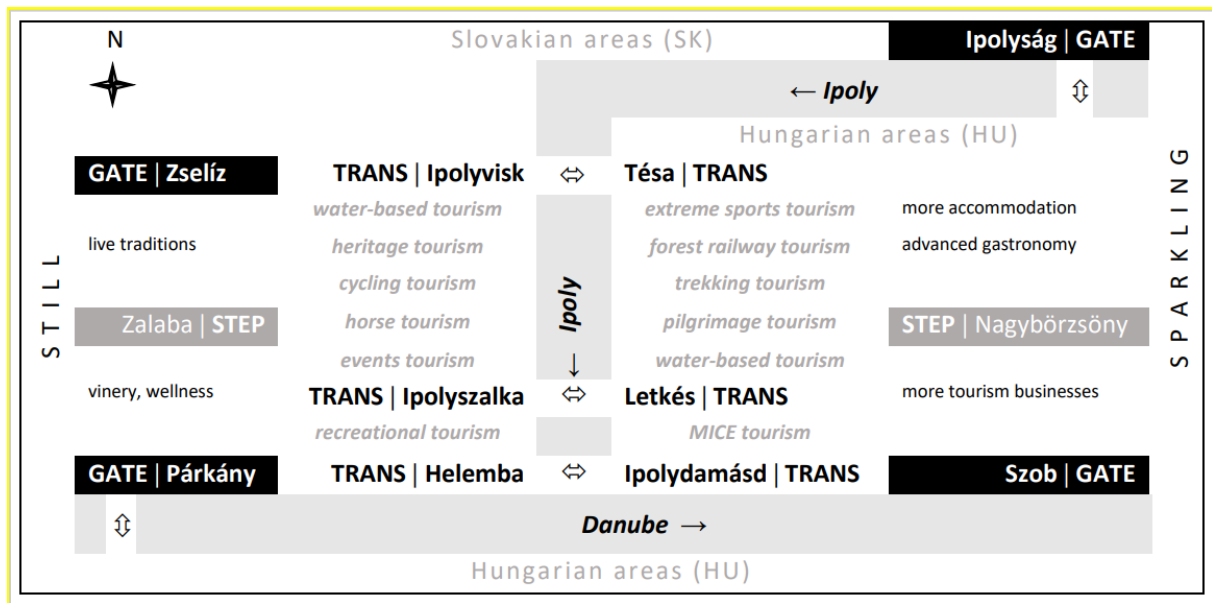 N
Slovakian areas (SK)
Ipolyság | GATE
← Ipoly
⇳
Hungarian areas (HU)
GATE | Zselíz
TRANS | Ipolyvisk
⬄
Tésa | TRANS
water-based tourism
extreme sports tourism
more accommodation
live traditions
heritage tourism
forest railway tourism
advanced gastronomy
cycling tourism
trekking tourism
STILL
Ipoly ↓
SPARKLING
Zalaba | STEP
horse tourism
pilgrimage tourism
STEP | Nagybörzsöny
events tourism
water-based tourism
vinery, wellness
TRANS | Ipolyszalka
⬄
Letkés | TRANS
more tourism businesses
recreational tourism
MICE tourism
GATE | Párkány
TRANS | Helemba
⬄
Ipolydamásd | TRANS
Szob | GATE
⇳
Danube →
Hungarian areas (HU)